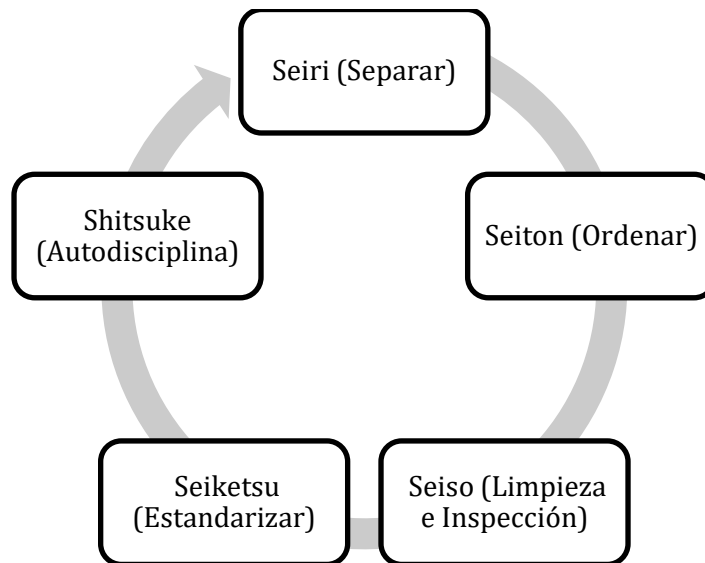 Seiri (Separar)
Seiton (Ordenar)
Seiso (Limpieza
e Inspección)
Seiketsu
(Estandarizar)
Shitsuke
(Autodisciplina)